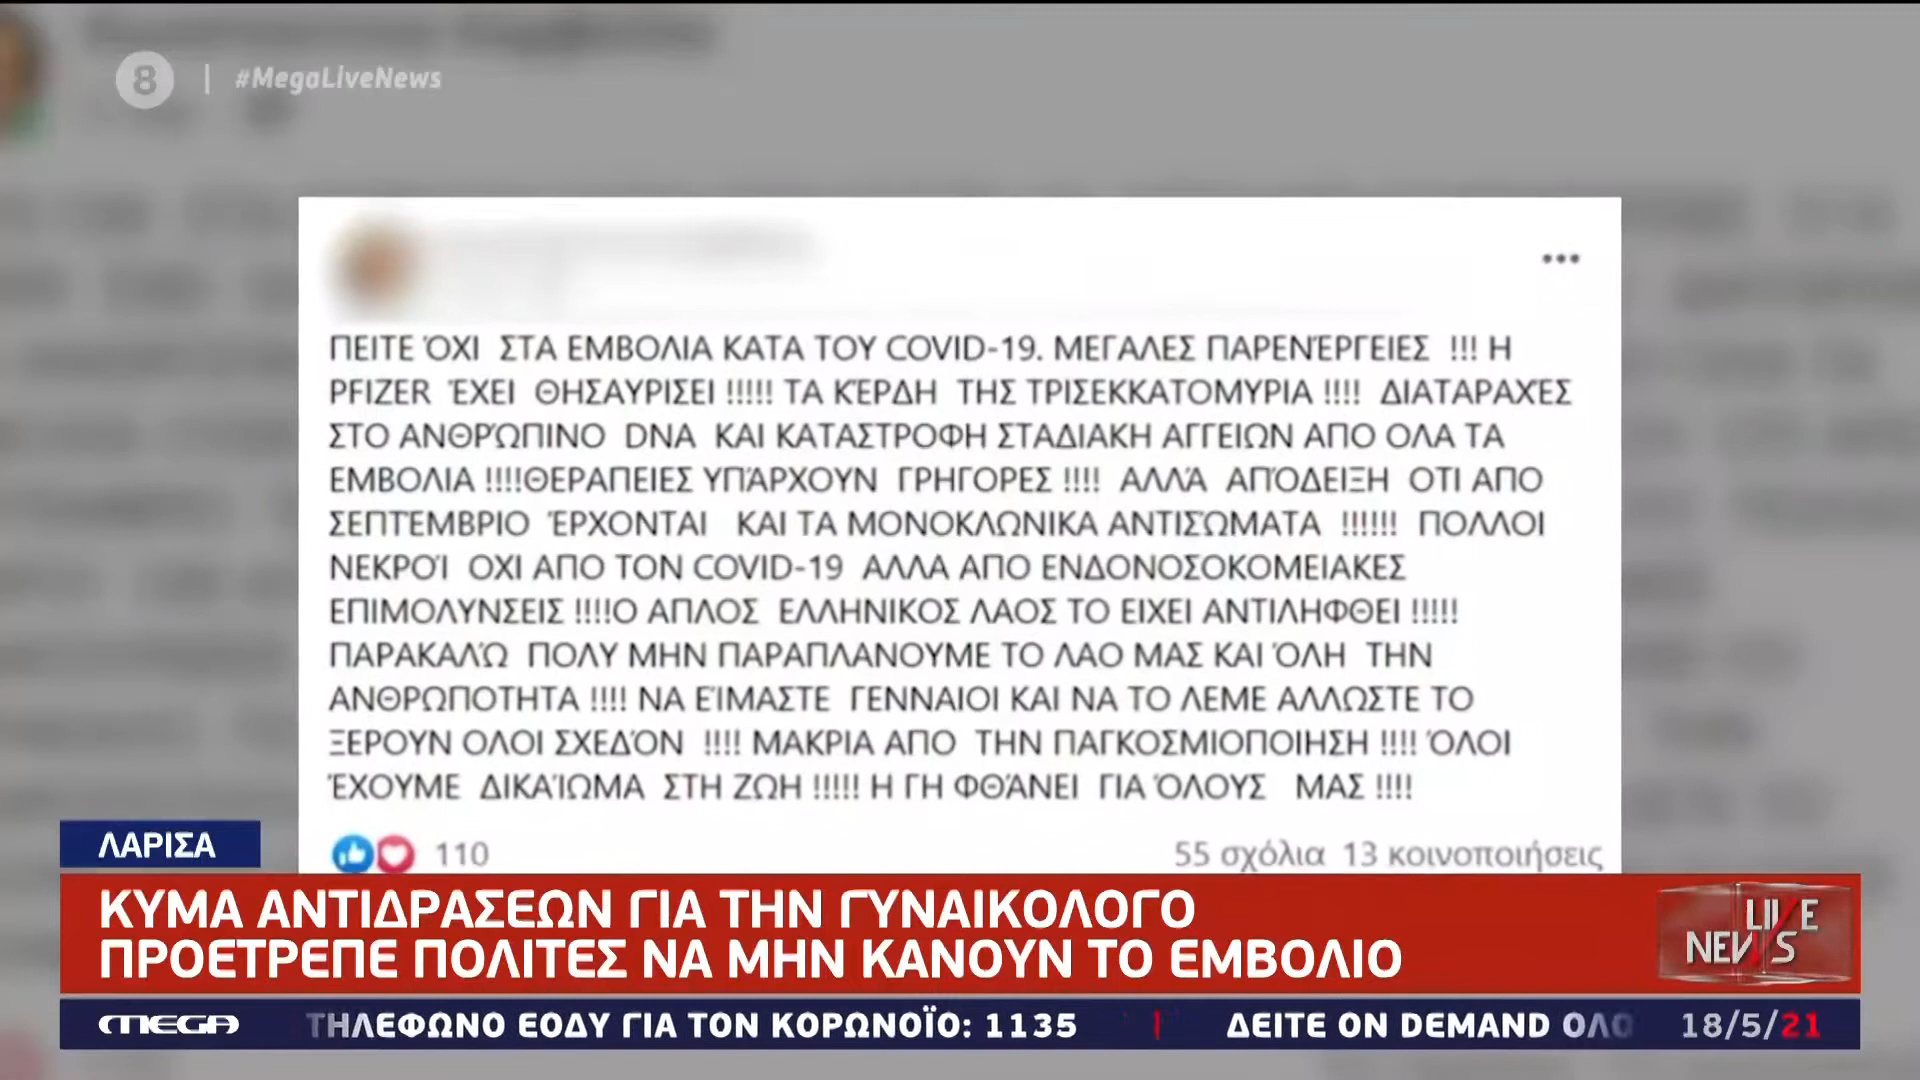 8 | #MegaLiveNews
ΠΕΙΤΕ ΌΧΙ ΣΤΑ ΕΜΒΟΛΙΑ ΚΑΤΑ ΤΟΥ COVID-19. ΜΕΓΑΛΕΣ ΠΑΡΕΝΈΡΓΕΙΕΣ !!! Η
PFIZER ΈΧΕΙ ΘΗΣΑΥΡΙΣΕΙ !!!!! ΤΑ ΚΈΡΔΗ ΤΗΣ ΤΡΙΣΕΚΚΑΤΟΜΥΡΙΑ !!!! ΔΙΑΤΑΡΑΧΈΣ
ΣΤΟ ΑΝΘΡΏΠΙΝΟ DNA ΚΑΙ ΚΑΤΑΣΤΡΟΦΗ ΣΤΑΔΙΑΚΗ ΑΓΓΕΙΩΝ ΑΠΟ ΟΛΑ ΤΑ
ΕΜΒΟΛΙΑ !!!!ΘΕΡΑΠΕΙΕΣ ΥΠΆΡΧΟΥΝ ΓΡΗΓΟΡΕΣ !!!! ΑΛΛΆ ΑΠΌΔΕΙΞΗ ΟΤΙ ΑΠΟ
ΣΕΠΤΈΜΒΡΙΟ ΈΡΧΟΝΤΑΙ ΚΑΙ ΤΑ ΜΟΝΟΚΛΩΝΙΚΑ ΑΝΤΙΣΏΜΑΤΑ !!!!!! ΠΟΛΛΟΙ
ΝΕΚΡΟΊ ΟΧΙ ΑΠΟ ΤΟΝ COVID-19 ΑΛΛΑ ΑΠΟ ΕΝΔΟΝΟΣΟΚΟΜΕΙΑΚΕΣ
ΕΠΙΜΟΛΥΝΣΕΙΣ !!!!Ο ΑΠΛΟΣ ΕΛΛΗΝΙΚΟΣ ΛΑΟΣ ΤΟ ΕΙΧΕΙ ΑΝΤΙΛΗΦΘΕΙ !!!!!
ΠΑΡΑΚΑΛΏ ΠΟΛΥ ΜΗΝ ΠΑΡΑΠΛΑΝΟΥΜΕ ΤΟ ΛΑΟ ΜΑΣ ΚΑΙ ΌΛΗ ΤΗΝ
ΑΝΘΡΩΠΟΤΗΤΑ !!!! ΝΑ ΕΊΜΑΣΤΕ ΓΕΝΝΑΙΟΙ ΚΑΙ ΝΑ ΤΟ ΛΕΜΕ ΑΛΛΩΣΤΕ ΤΟ
ΞΕΡΟΥΝ ΟΛΟΙ ΣΧΕΔΌΝ !!!! ΜΑΚΡΙΑ ΑΠΟ ΤΗΝ ΠΑΓΚΟΣΜΙΟΠΟΙΗΣΗ !!!! ΌΛΟΙ
ΈΧΟΥΜΕ ΔΙΚΑΊΩΜΑ ΣΤΗ ΖΩΗ !!!!! Η ΓΗ ΦΘΆΝΕΙ ΓΙΑ ΌΛΟΥΣ ΜΑΣ !!!!
110 55 σχόλια 13 κοινοποιήσεις
ΛΑΡΙΣΑ
ΚΥΜΑ ΑΝΤΙΔΡΑΣΕΩΝ ΓΙΑ ΤΗΝ ΓΥΝΑΙΚΟΛΟΓΟ
ΠΡΟΕΤΡΕΠΕ ΠΟΛΙΤΕΣ ΝΑ ΜΗΝ ΚΑΝΟΥΝ ΤΟ ΕΜΒΟΛΙΟ
LIVE
NEWS
MEGA ΤΗΛΕΦΩΝΟ ΕΟΔΥ ΓΙΑ ΤΟΝ ΚΟΡΩΝΟΪΟ: 1135 | ΔΕΙΤΕ ON DEMAND ΟΛΟ 18/5/21